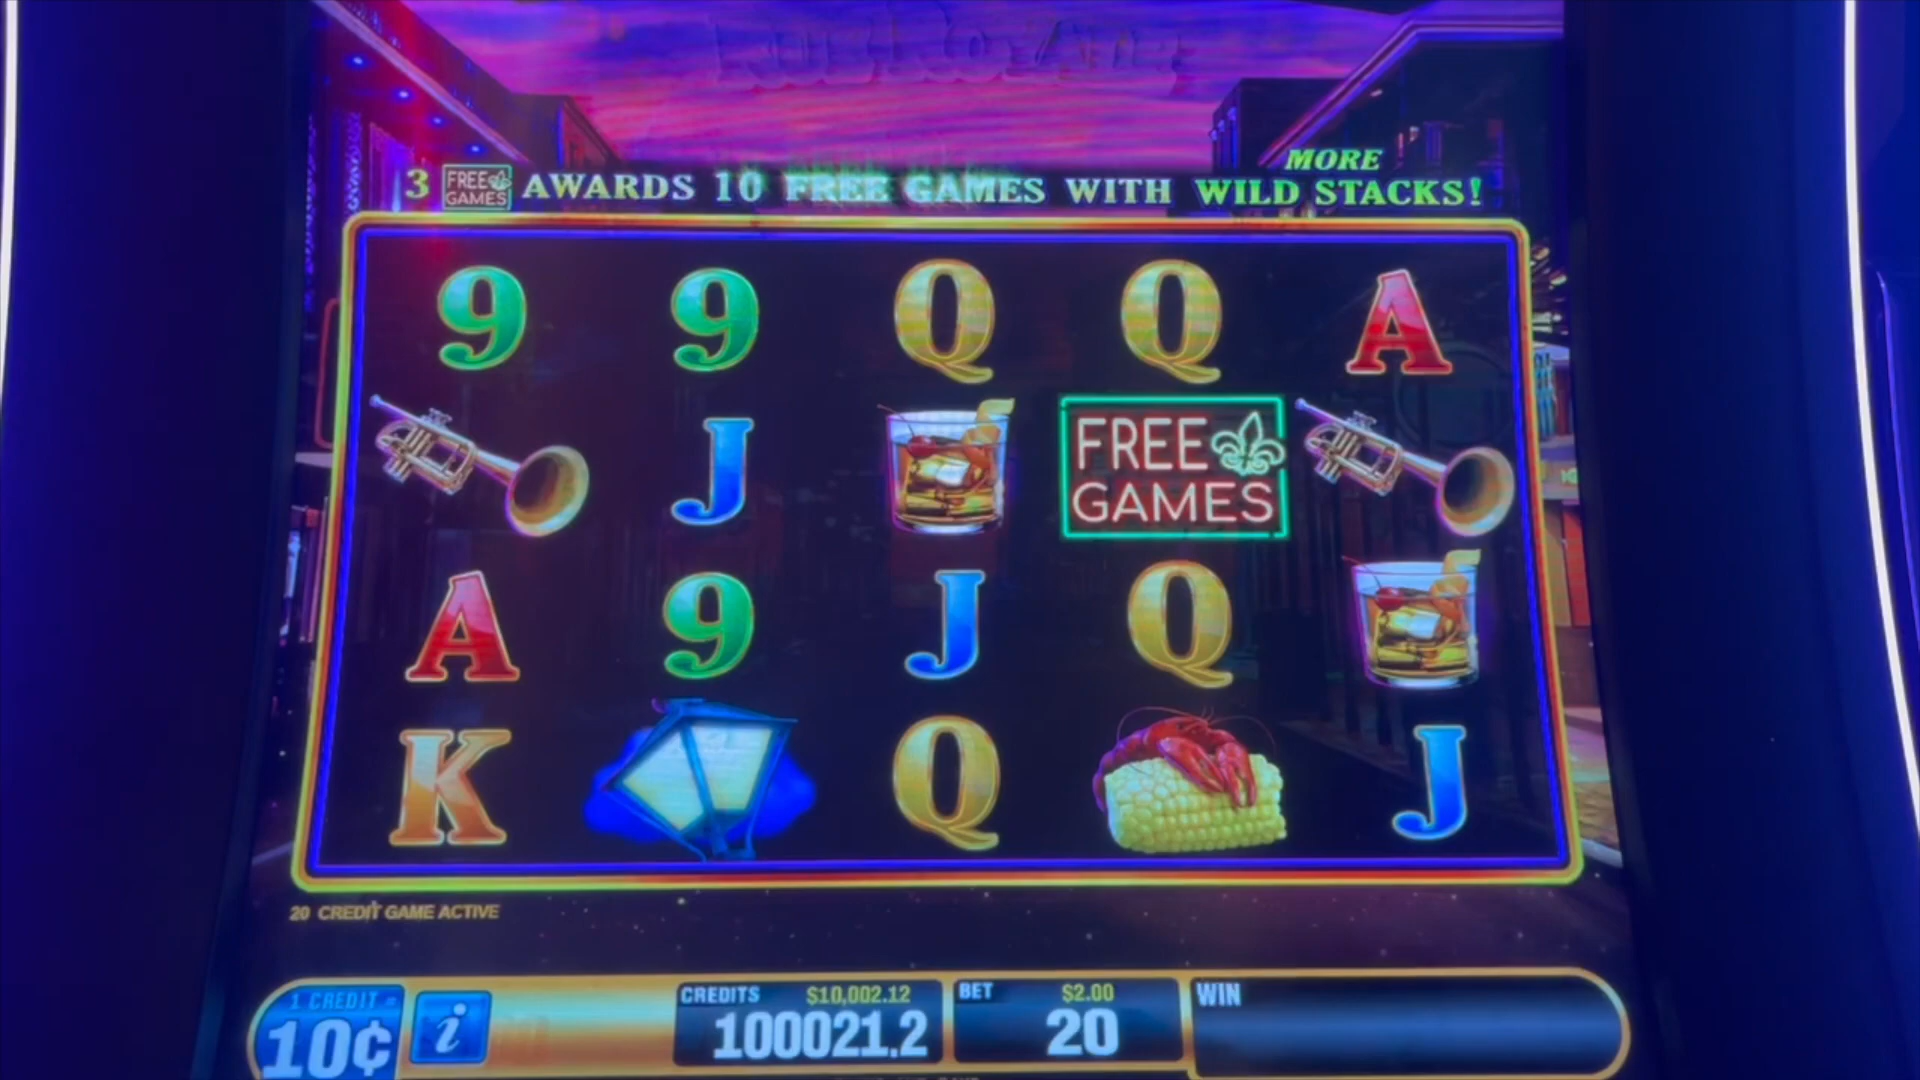 MORE
3 FREE GAMES AWARDS 10 FREE GAMES WITH WILD STACKS!
9 9 Q Q A
J FREE GAMES
A 9 J Q
K Q J
20 CREDIT GAME ACTIVE
1 CREDIT = 10¢
i
CREDITS $10,002.12
100021.2
BET $2.00
20
WIN